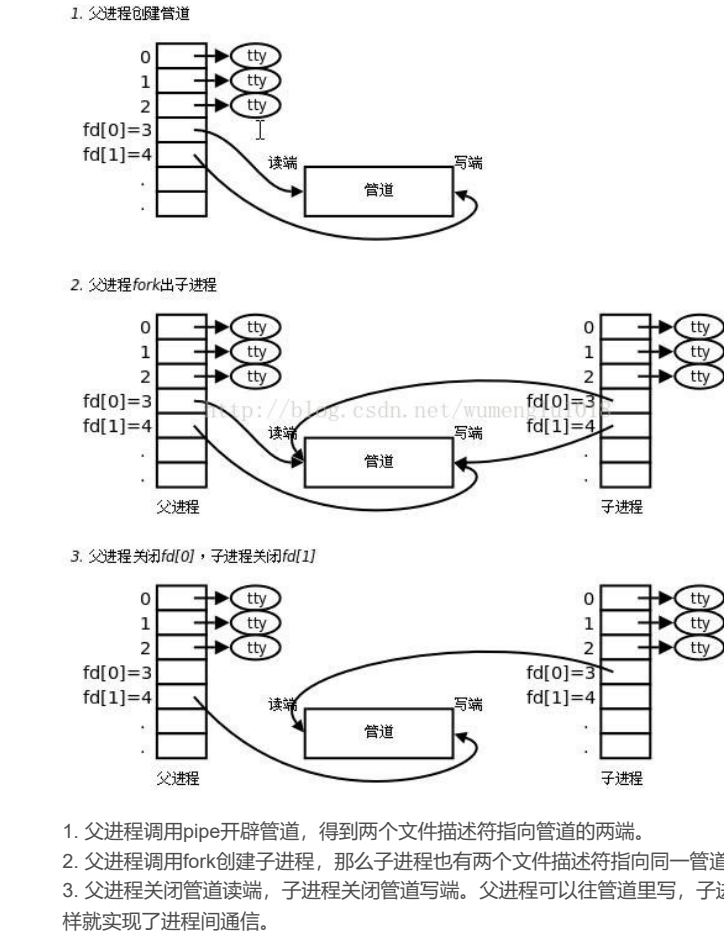 1. 父进程创建管道
0 tty
1 tty
2 tty
fd[0]=3
fd[1]=4
.
.
读端 写端
管道
2. 父进程fork出子进程
0 tty 0 tty
1 tty 1 tty
2 tty 2 tty
fd[0]=3 fd[0]=3
http://blog.csdn.net/
fd[1]=4 fd[1]=4
读端 写端
. .
管道
. .
父进程 子进程
3. 父进程关闭fd[0]，子进程关闭fd[1]
0 tty 0 tty
1 tty 1 tty
2 tty 2 tty
fd[0]=3 fd[0]=3
fd[1]=4 fd[1]=4
读端 写端
. .
管道
. .
父进程 子进程
1. 父进程调用pipe开辟管道，得到两个文件描述符指向管道的两端。
2. 父进程调用fork创建子进程，那么子进程也有两个文件描述符指向同一管道
3. 父进程关闭管道读端，子进程关闭管道写端。父进程可以往管道里写，子进
样就实现了进程间通信。